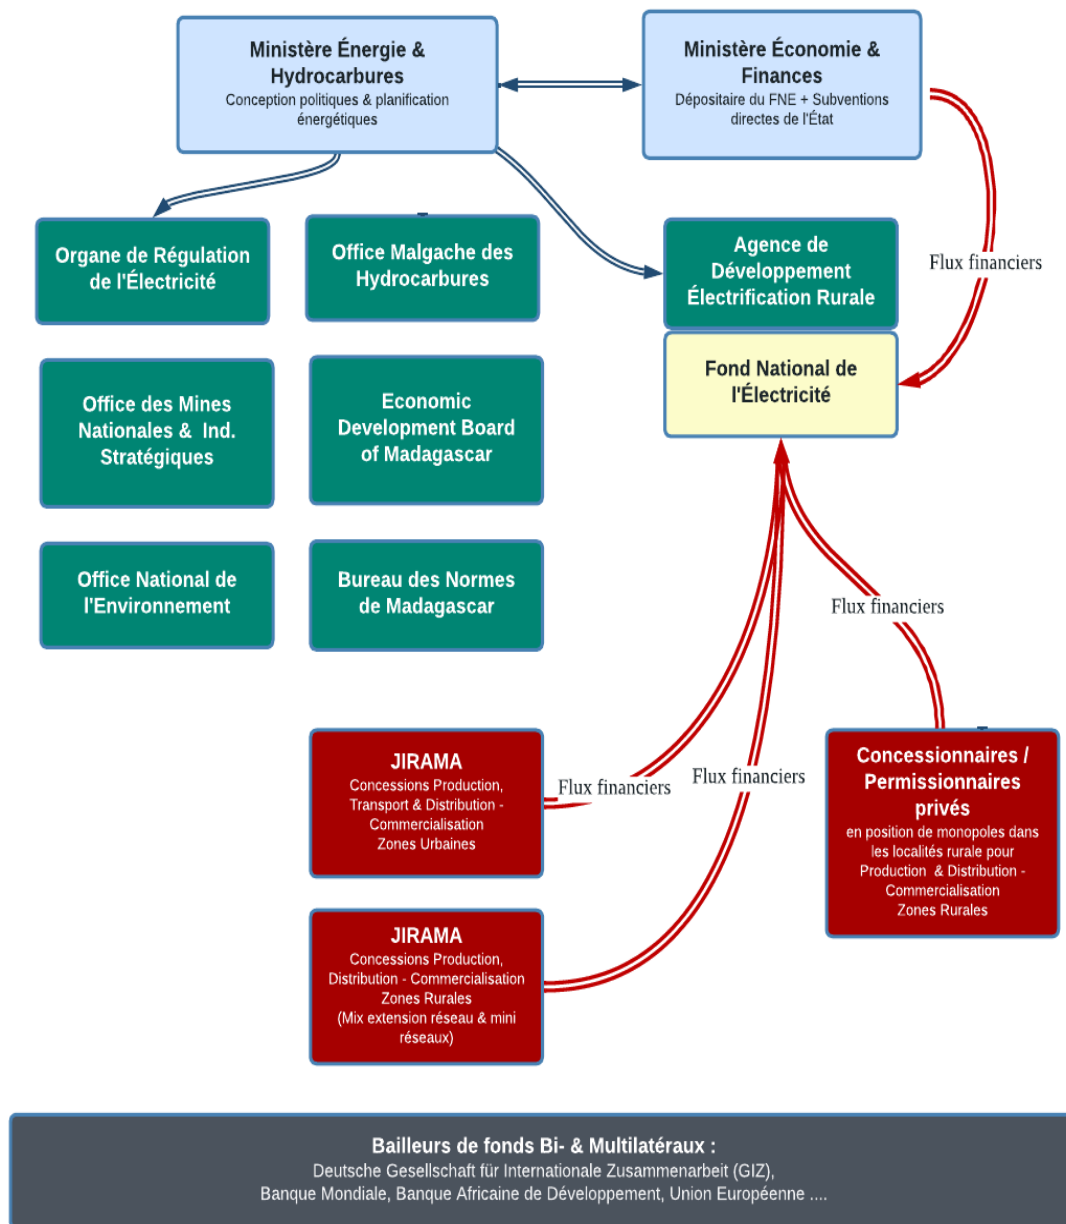 Ministère Énergie &
Hydrocarbures
Conception politiques & planification
énergétiques
Ministère Économie &
Finances
Dépositaire du FNE + Subventions
directes de l'État
Flux financiers
Organe de Régulation
de l'Électricité
Office Malgache des
Hydrocarbures
Agence de
Développement
Électrification Rurale
Fond National de
l'Électricité
Office des Mines
Nationales & Ind.
Stratégiques
Economic
Development Board
of Madagascar
Office National de
l'Environnement
Bureau des Normes
de Madagascar
Flux financiers
Flux financiers
Flux financiers
JIRAMA
Concessions Production,
Transport & Distribution -
Commercialisation
Zones Urbaines
Concessionnaires /
Permissionnaires
privés
en position de monopoles dans
les localités rurale pour
Production & Distribution -
Commercialisation
Zones Rurales
JIRAMA
Concessions Production,
Distribution - Commercialisation
Zones Rurales
(Mix extension réseau & mini
réseaux)
Bailleurs de fonds Bi- & Multilatéraux :
Deutsche Gesellschaft für Internationale Zusammenarbeit (GIZ),
Banque Mondiale, Banque Africaine de Développement, Union Européenne ....